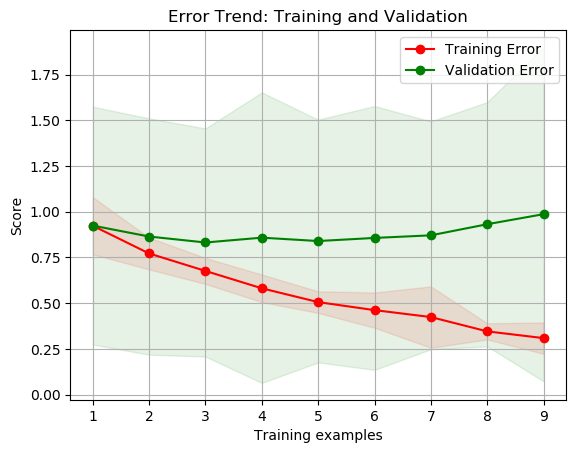 Error Trend: Training and Validation
Training Error
Validation Error
Score
1.75
1.50
1.25
1.00
0.75
0.50
0.25
0.00
1 2 3 4 5 6 7 8 9
Training examples